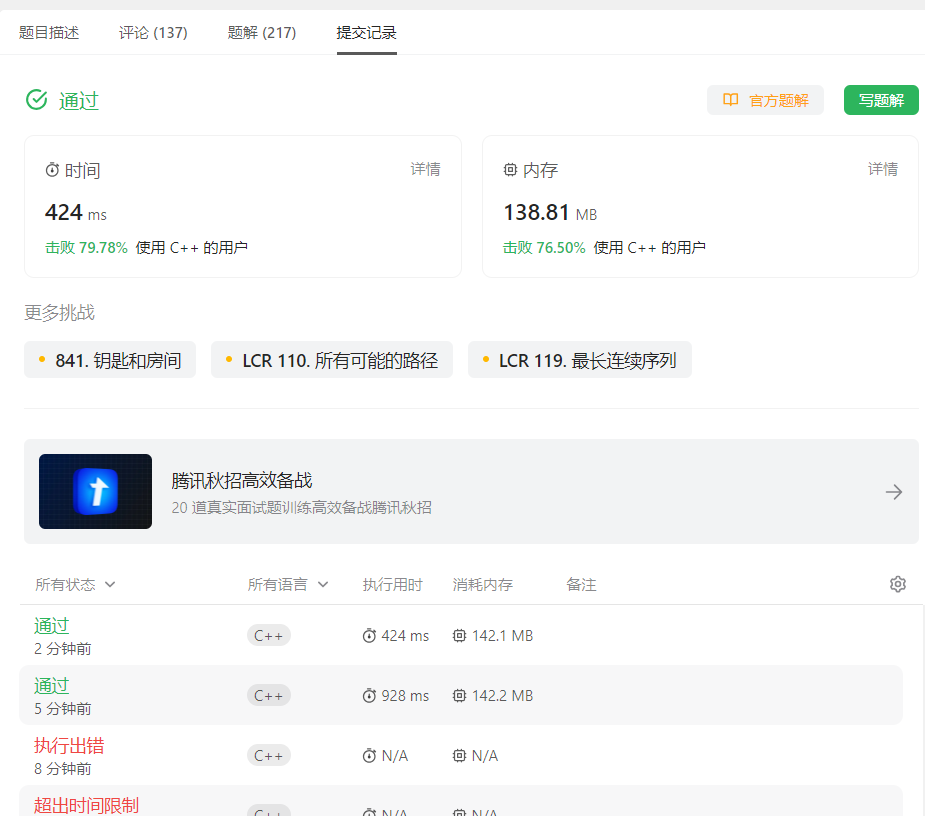 题目描述 评论 (137) 题解 (217) 提交记录
通过 官方题解 写题解
时间 详情 内存 详情
424 ms 138.81 MB
击败 79.78% 使用 C++ 的用户 击败 76.50% 使用 C++ 的用户
更多挑战
841. 钥匙和房间 LCR 110. 所有可能的路径 LCR 119. 最长连续序列
腾讯秋招高效备战
20 道真实面试题训练高效备战腾讯秋招
所有状态 所有语言 执行用时 消耗内存 备注
通过
2 分钟前 C++ 424 ms 142.1 MB
通过
5 分钟前 C++ 928 ms 142.2 MB
执行出错
8 分钟前 C++ N/A N/A
超出时间限制 C++ N/A N/A